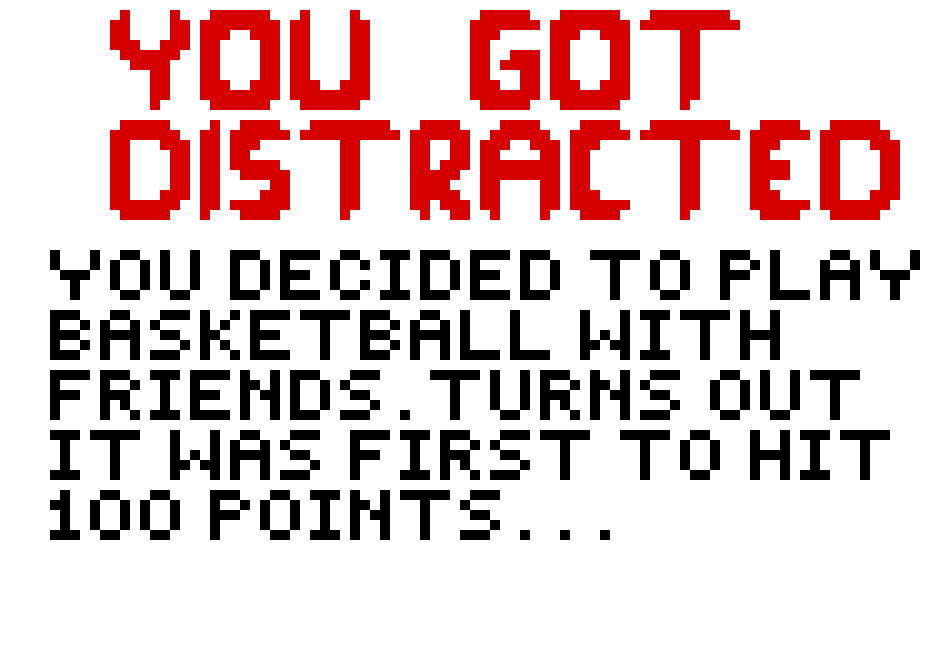 YOU GOT
DISTRACTED
YOU DECIDED TO PLAY
BASKETBALL WITH
FRIENDS. TURNS OUT
IT WAS FIRST TO HIT
100 POINTS...